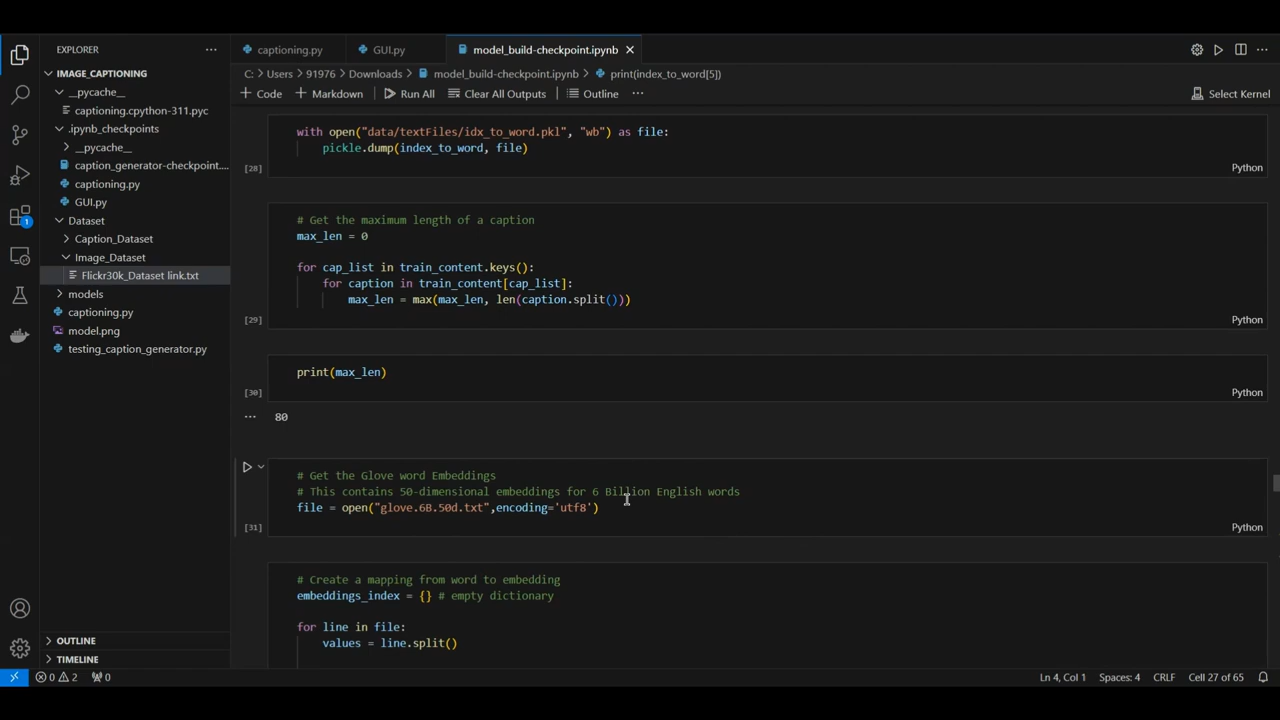 EXPLORER
IMAGE_CAPTIONING
__pycache__
captioning.cpython-311.pyc
.ipynb_checkpoints
__pycache__
caption_generator-checkpoint....
captioning.py
GUI.py
Dataset
Caption_Dataset
Image_Dataset
Flickr30k_Dataset link.txt
models
captioning.py
model.png
testing_caption_generator.py
OUTLINE
TIMELINE
1
captioning.py
GUI.py
model_build-checkpoint.ipynb
C: > Users > 91976 > Downloads > model_build-checkpoint.ipynb > print(index_to_word[5])
+ Code + Markdown Run All Clear All Outputs Outline ...
Select Kernel
with open("data/textFiles/idx_to_word.pkl", "wb") as file:
pickle.dump(index_to_word, file)
[28]
Python
# Get the maximum length of a caption
max_len = 0
for cap_list in train_content.keys():
for caption in train_content[cap_list]:
max_len = max(max_len, len(caption.split()))
[29]
Python
print(max_len)
[30]
Python
... 80
# Get the Glove word Embeddings
# This contains 50-dimensional embeddings for 6 Billion English words
file = open("glove.6B.50d.txt",encoding='utf8')
[31]
Python
# Create a mapping from word to embedding
embeddings_index = {} # empty dictionary
for line in file:
values = line.split()
0 2 0
Ln 4, Col 1 Spaces: 4 CRLF Cell 27 of 65